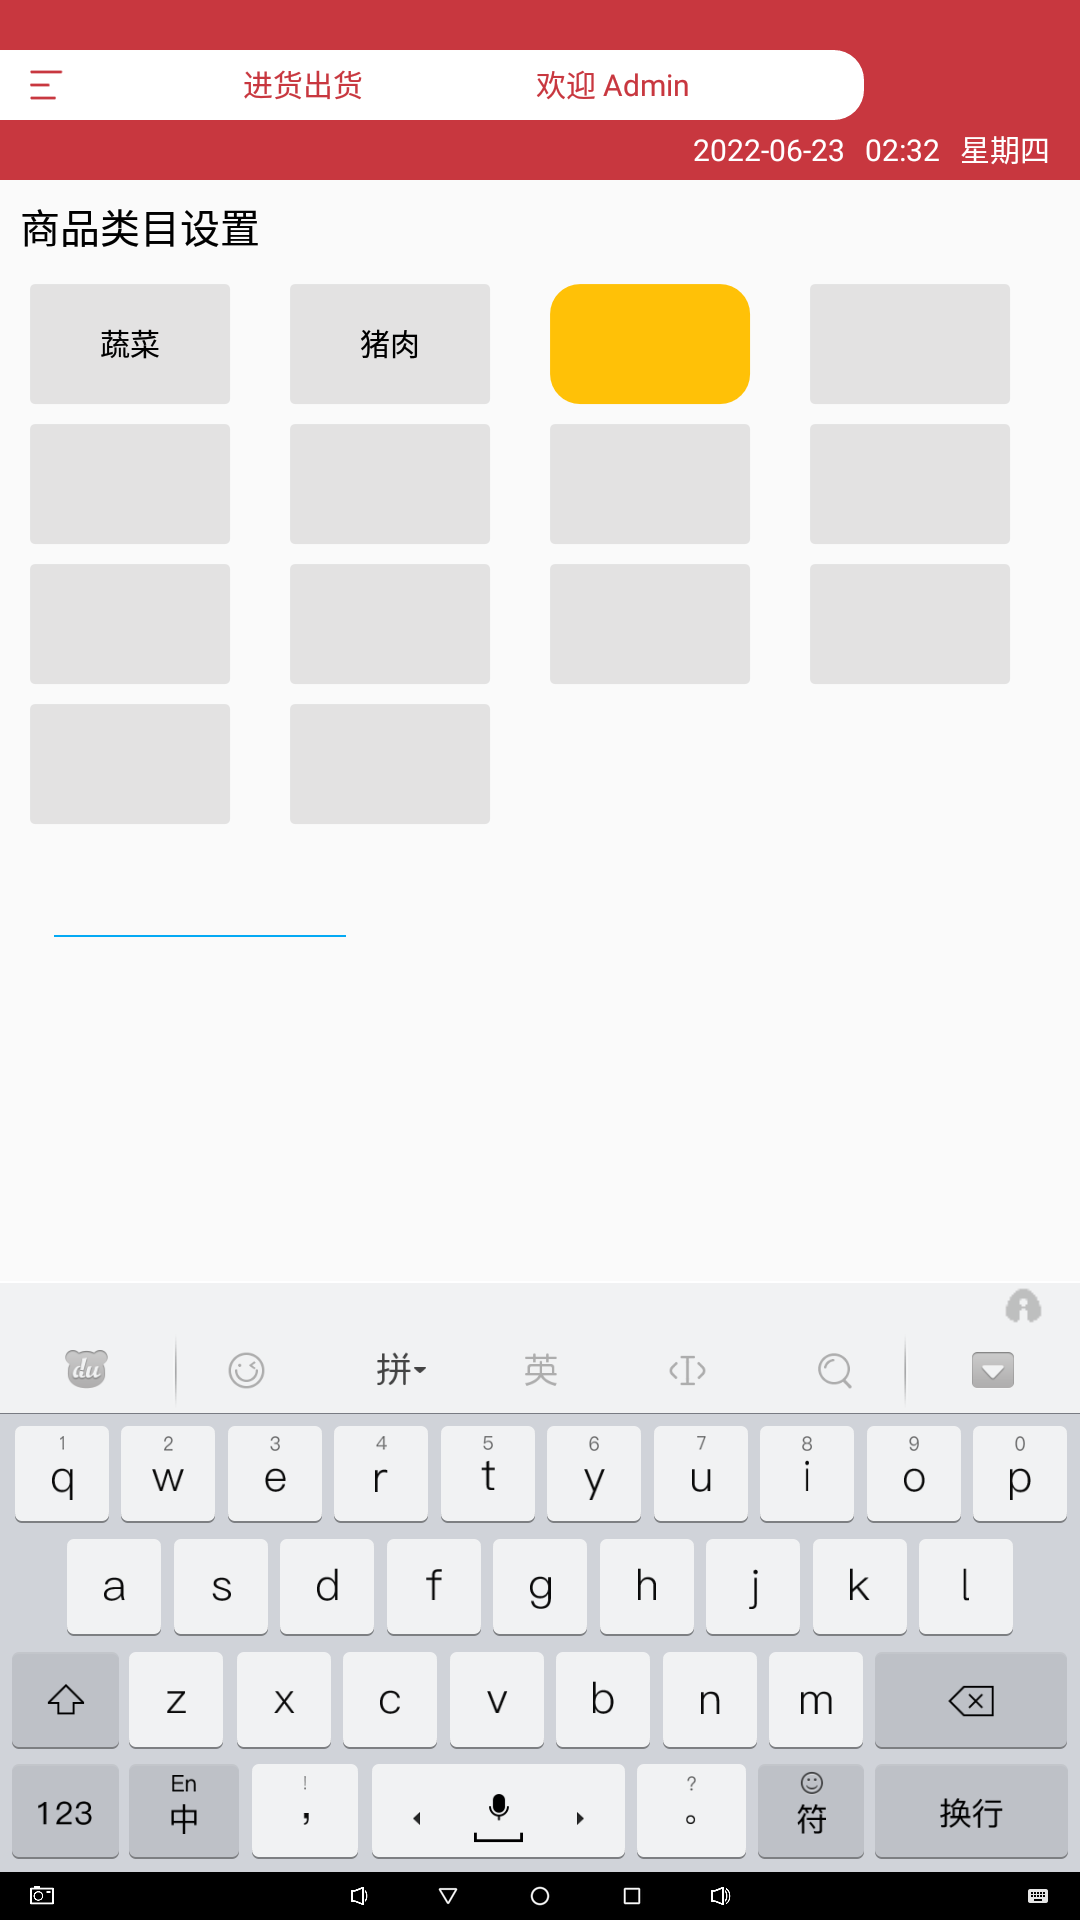 进货出货 欢迎 Admin
2022-06-23 02:32 星期四
商品类目设置
蔬菜 猪肉
du 拼 英
1 2 3 4 5 6 7 8 9 0
q w e r t y u i o p
a s d f g h j k l
z x c v b n m
123 En 中 ! , ? 。 符 换行